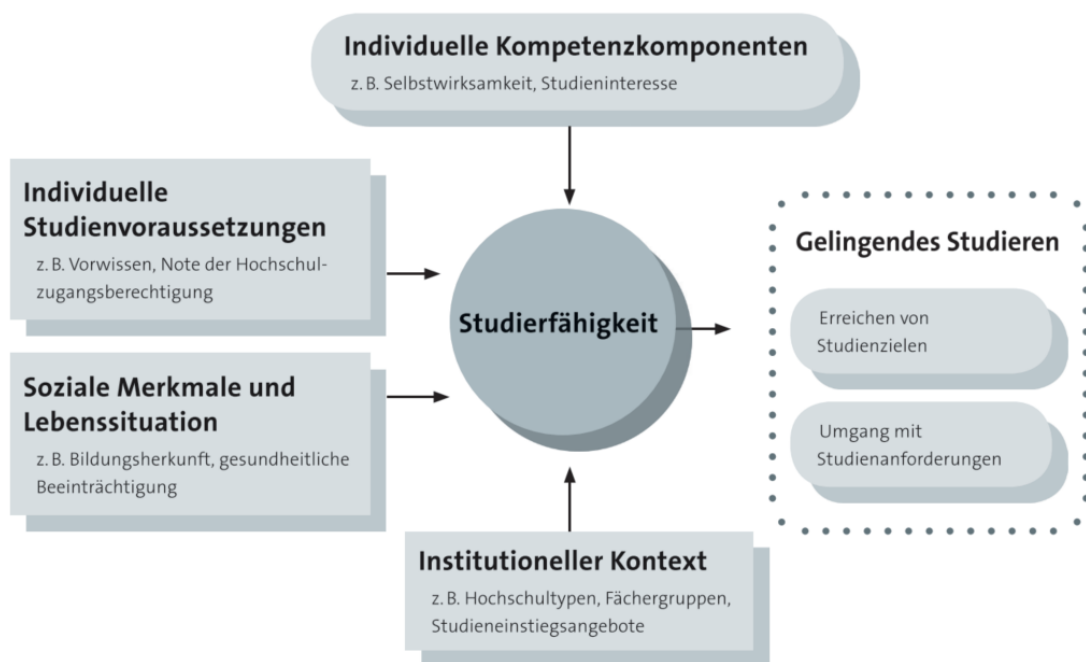 Individuelle Kompetenzkomponenten
z. B. Selbstwirksamkeit, Studieninteresse
Individuelle
Studienvoraussetzungen
z. B. Vorwissen, Note der Hochschul-
zugangsberechtigung
Soziale Merkmale und
Lebenssituation
z. B. Bildungsherkunft, gesundheitliche
Beeinträchtigung
Studierfähigkeit
Institutioneller Kontext
z. B. Hochschultypen, Fächergruppen,
Studieneinstiegsangebote
Gelingendes Studieren
Erreichen von
Studienzielen
Umgang mit
Studienanforderungen